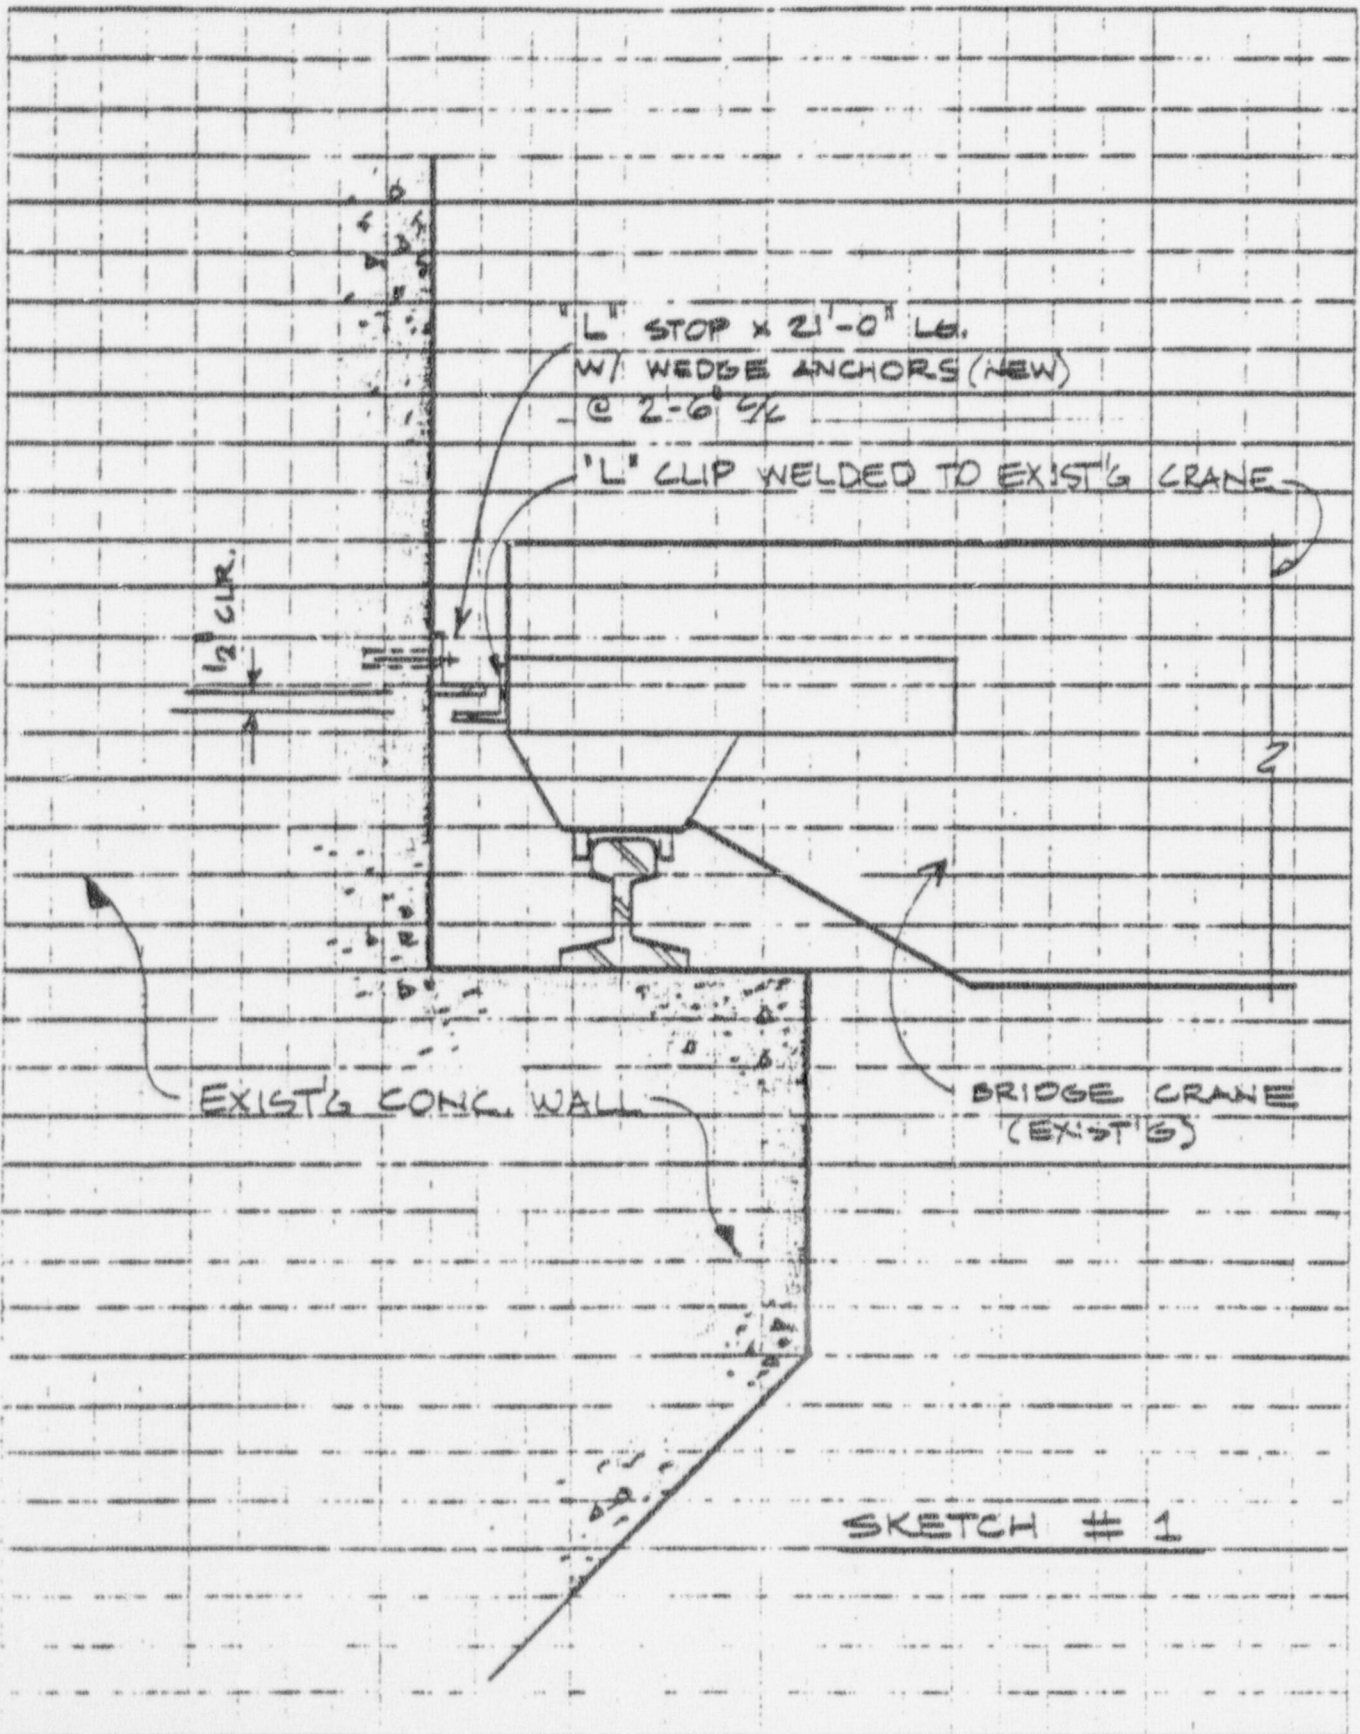 "L" STOP x 21'-0" LG.
W/ WEDGE ANCHORS (NEW)
@ 2'-6" C/C
"L" CLIP WELDED TO EXIST'G CRANE
1/2" CLR.
EXIST'G CONC. WALL
BRIDGE CRANE
(EXIST'G)
SKETCH # 1